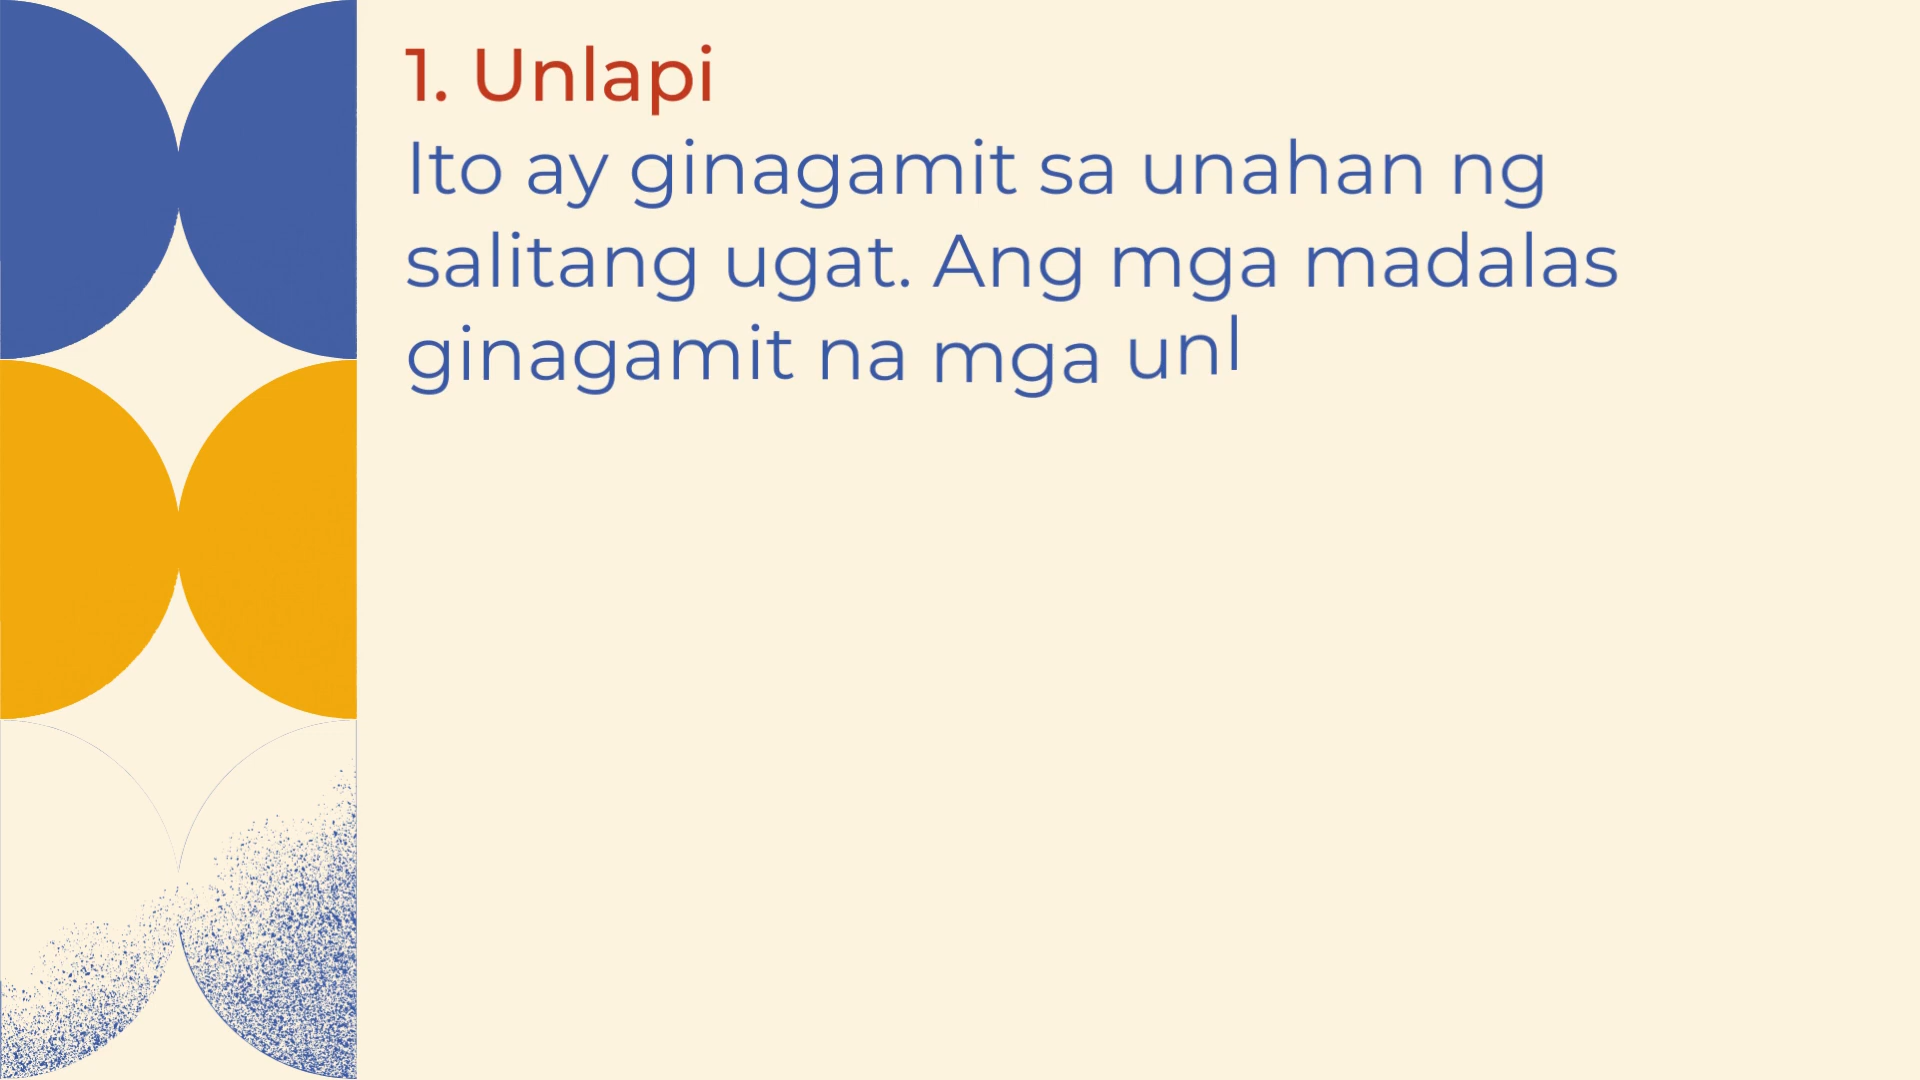 1. Unlapi
Ito ay ginagamit sa unahan ng
salitang ugat. Ang mga madalas
ginagamit na mga unl